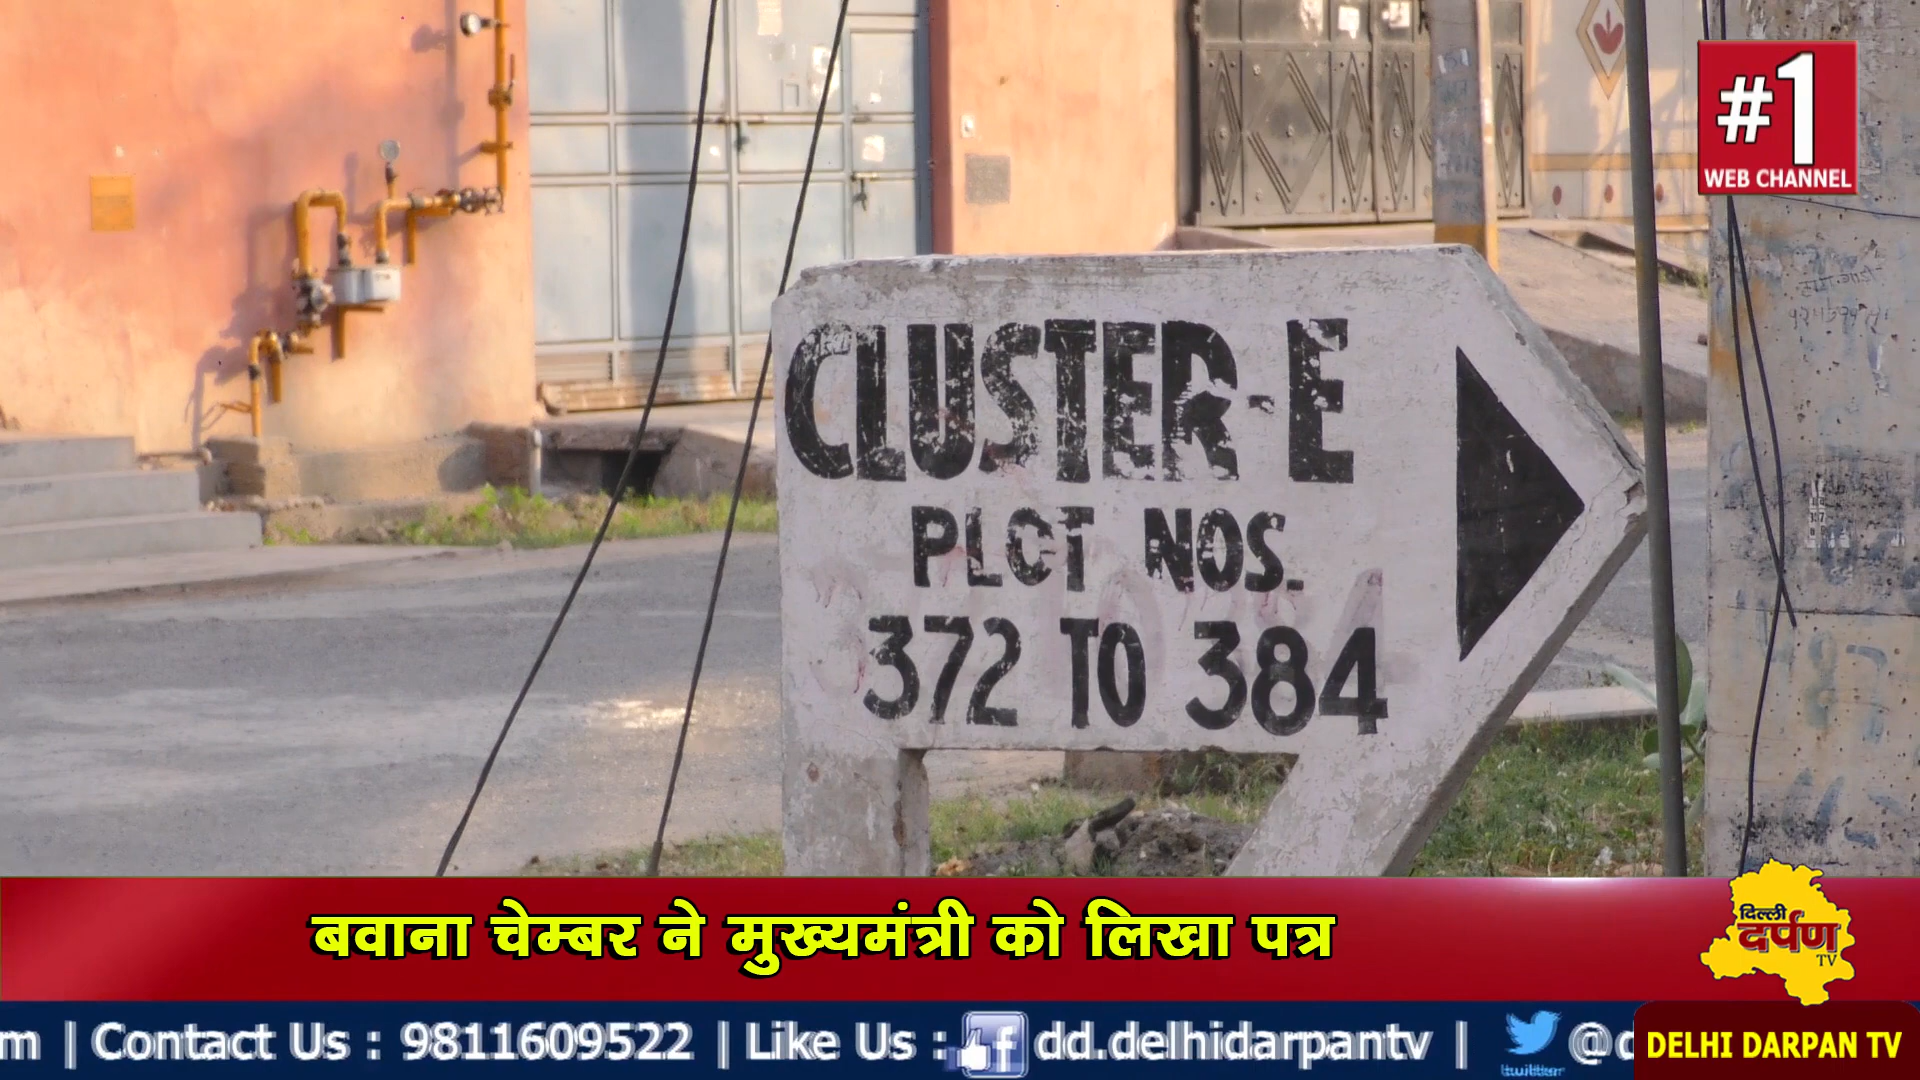 #1
WEB CHANNEL
CLUSTER-E
PLOT NOS.
372 TO 384
बवाना चेम्बर ने मुख्यमंत्री को लिखा पत्र
दिल्ली
दर्पण
TV
m | Contact Us : 9811609522 | Like Us : f dd.delhidarpantv | twitter @d
DELHI DARPAN TV